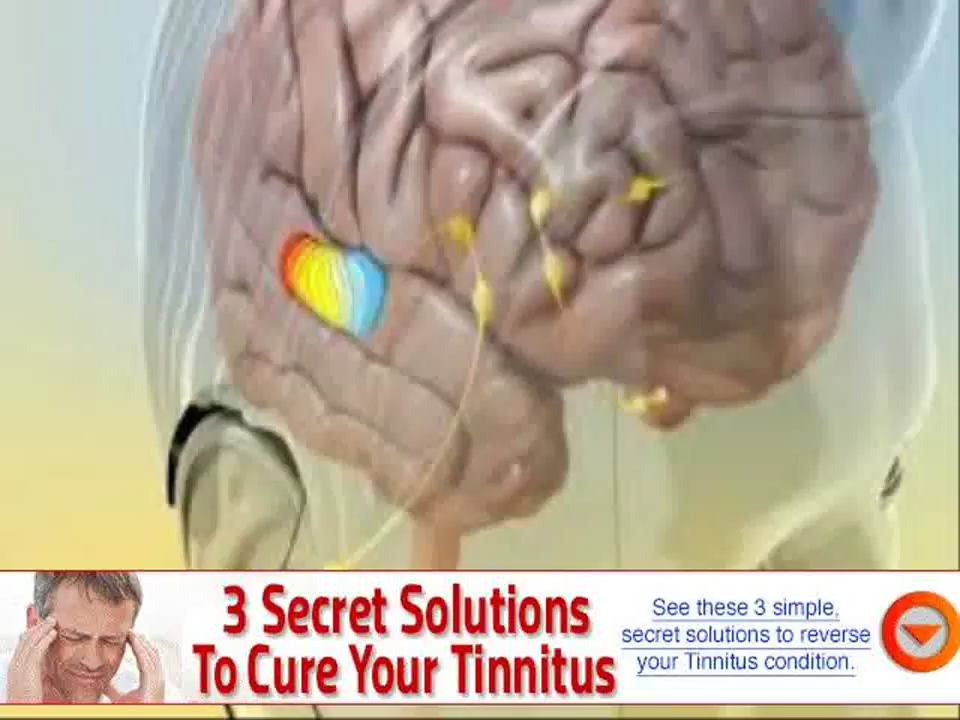 3 Secret Solutions
To Cure Your Tinnitus
See these 3 simple,
secret solutions to reverse
your Tinnitus condition.